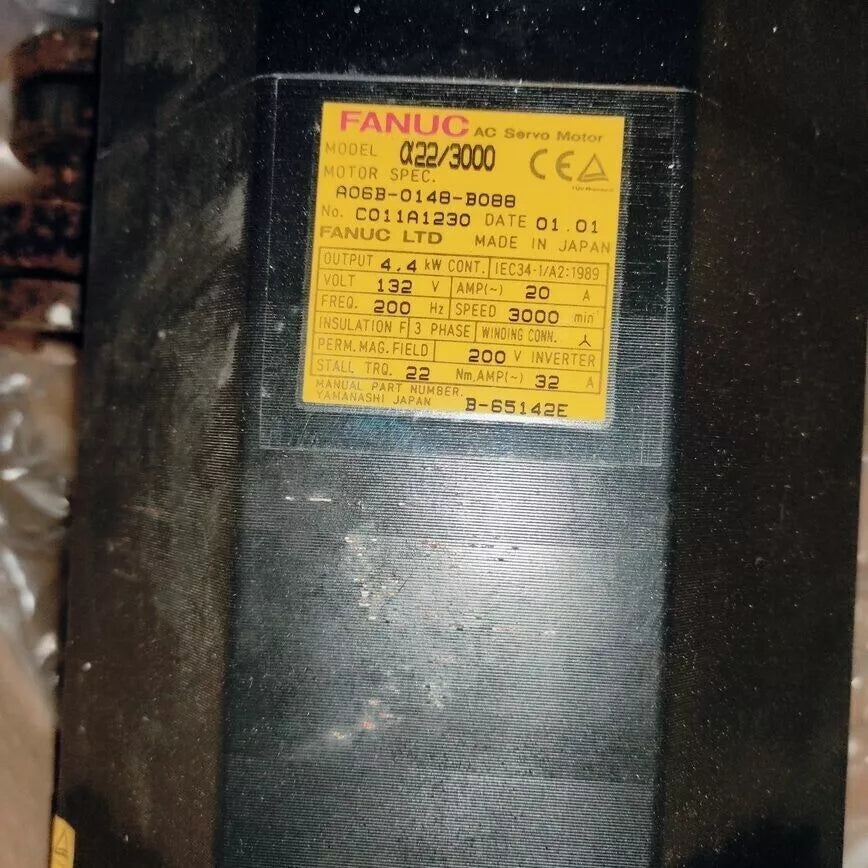 FANUC AC Servo Motor
MODEL α22/3000
MOTOR SPEC.
A06B-0148-B088
No. C011A1230 DATE 01.01
FANUC LTD MADE IN JAPAN
OUTPUT 4.4 kW CONT. IEC34-1/A2:1989
VOLT 132 V AMP(~) 20 A
FREQ. 200 Hz SPEED 3000 min⁻¹
INSULATION F 3 PHASE WINDING CONN.
PERM.MAG.FIELD 200 V INVERTER
STALL TRQ. 22 Nm,AMP(~) 32 A
MANUAL PART NUMBER.
YAMANASHI JAPAN B-65142E
CE